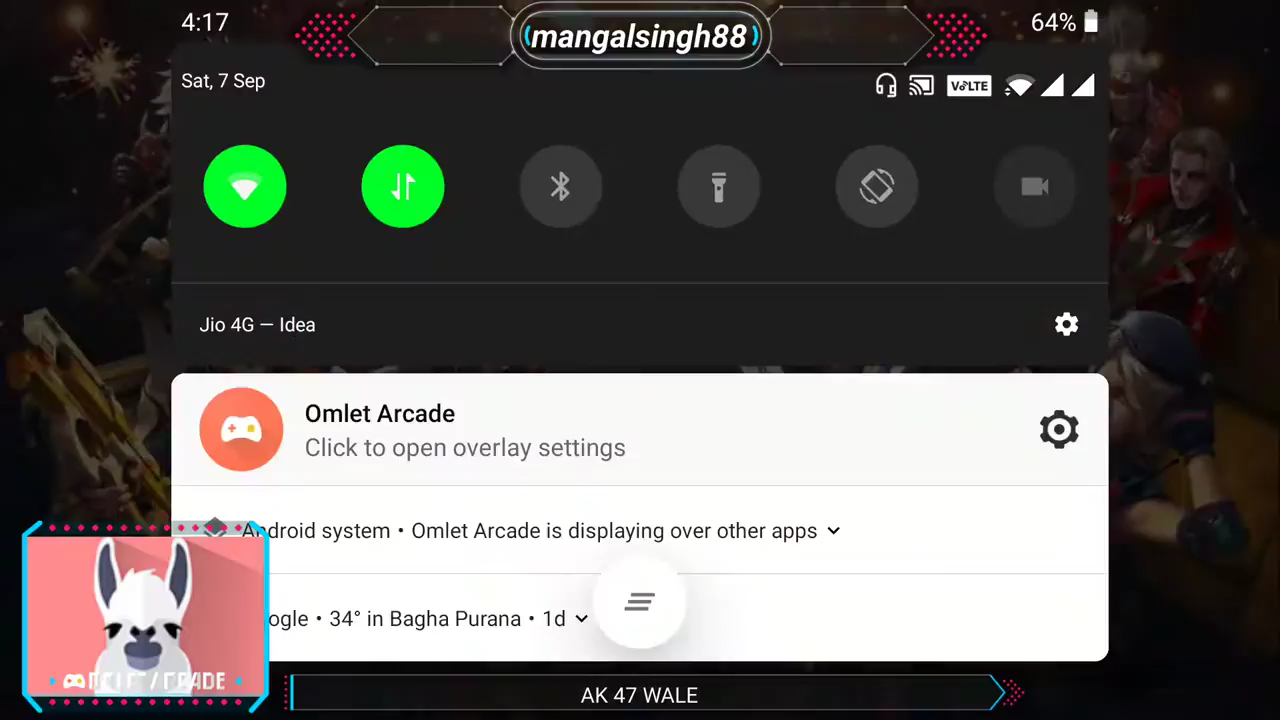 4:17
mangalsingh88
64%
Sat, 7 Sep
VoLTE
Jio 4G — Idea
Omlet Arcade
Click to open overlay settings
Android system • Omlet Arcade is displaying over other apps
34° in Bagha Purana • 1d
AK 47 WALE